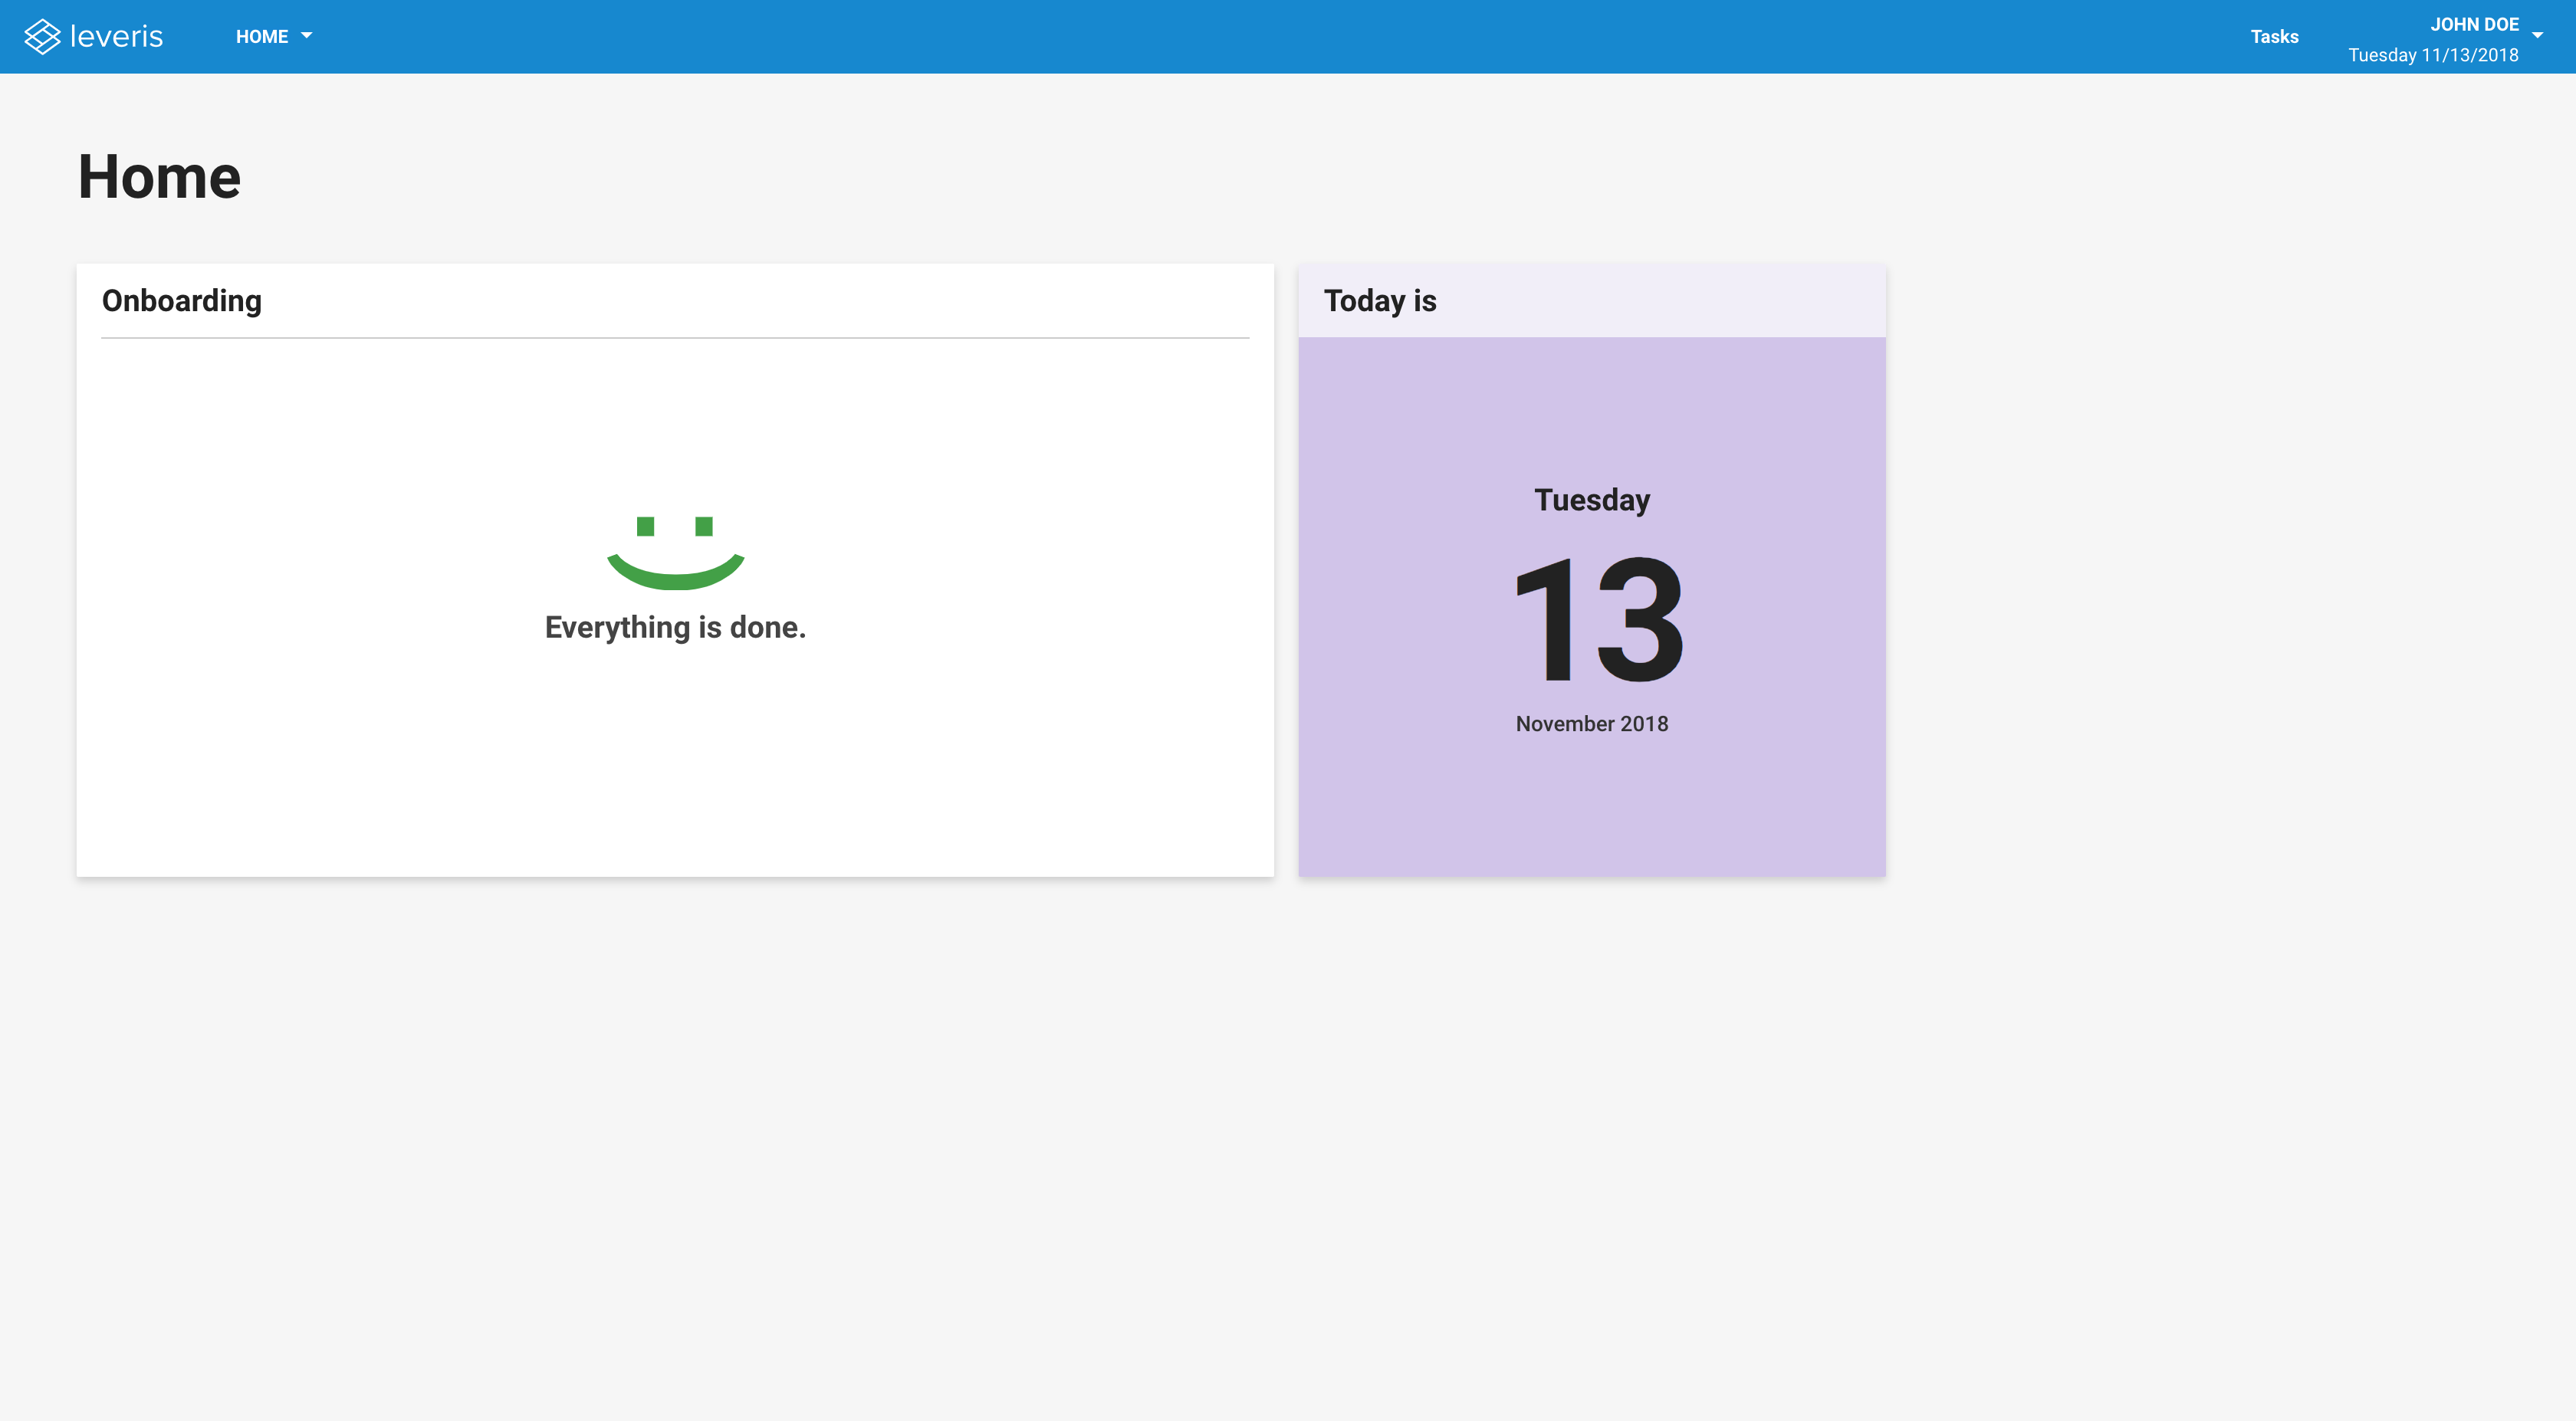 leveris
HOME
Tasks
JOHN DOE
Tuesday 11/13/2018
Home
Onboarding
Everything is done.
Today is
Tuesday
13
November 2018